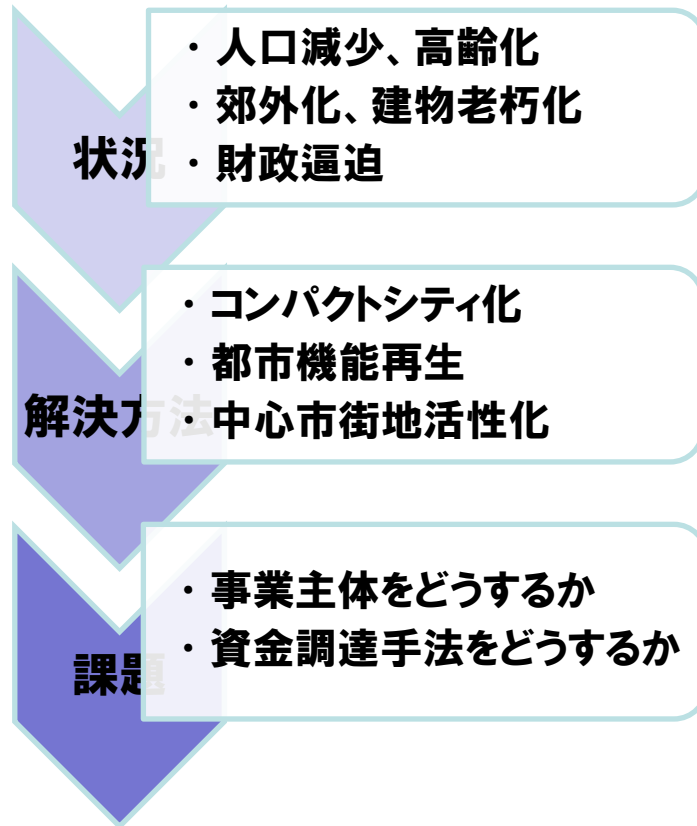 状況
・人口減少、高齢化
・郊外化、建物老朽化
・財政逼迫
解決方法
・コンパクトシティ化
・都市機能再生
・中心市街地活性化
課題
・事業主体をどうするか
・資金調達手法をどうするか